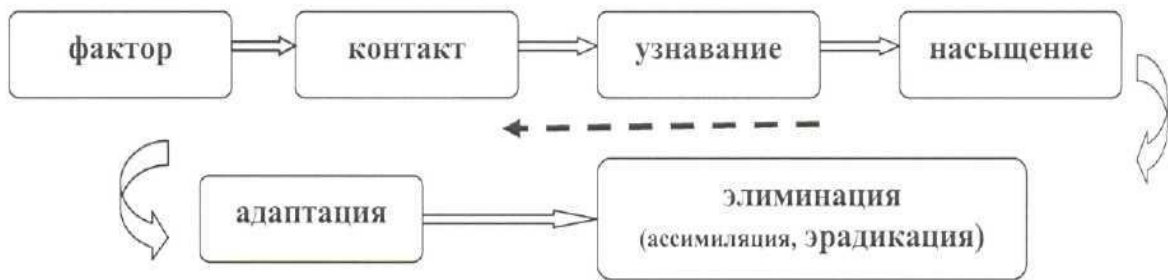 фактор
контакт
узнавание
насыщение
адаптация
элиминация
(ассимиляция, эрадикация)